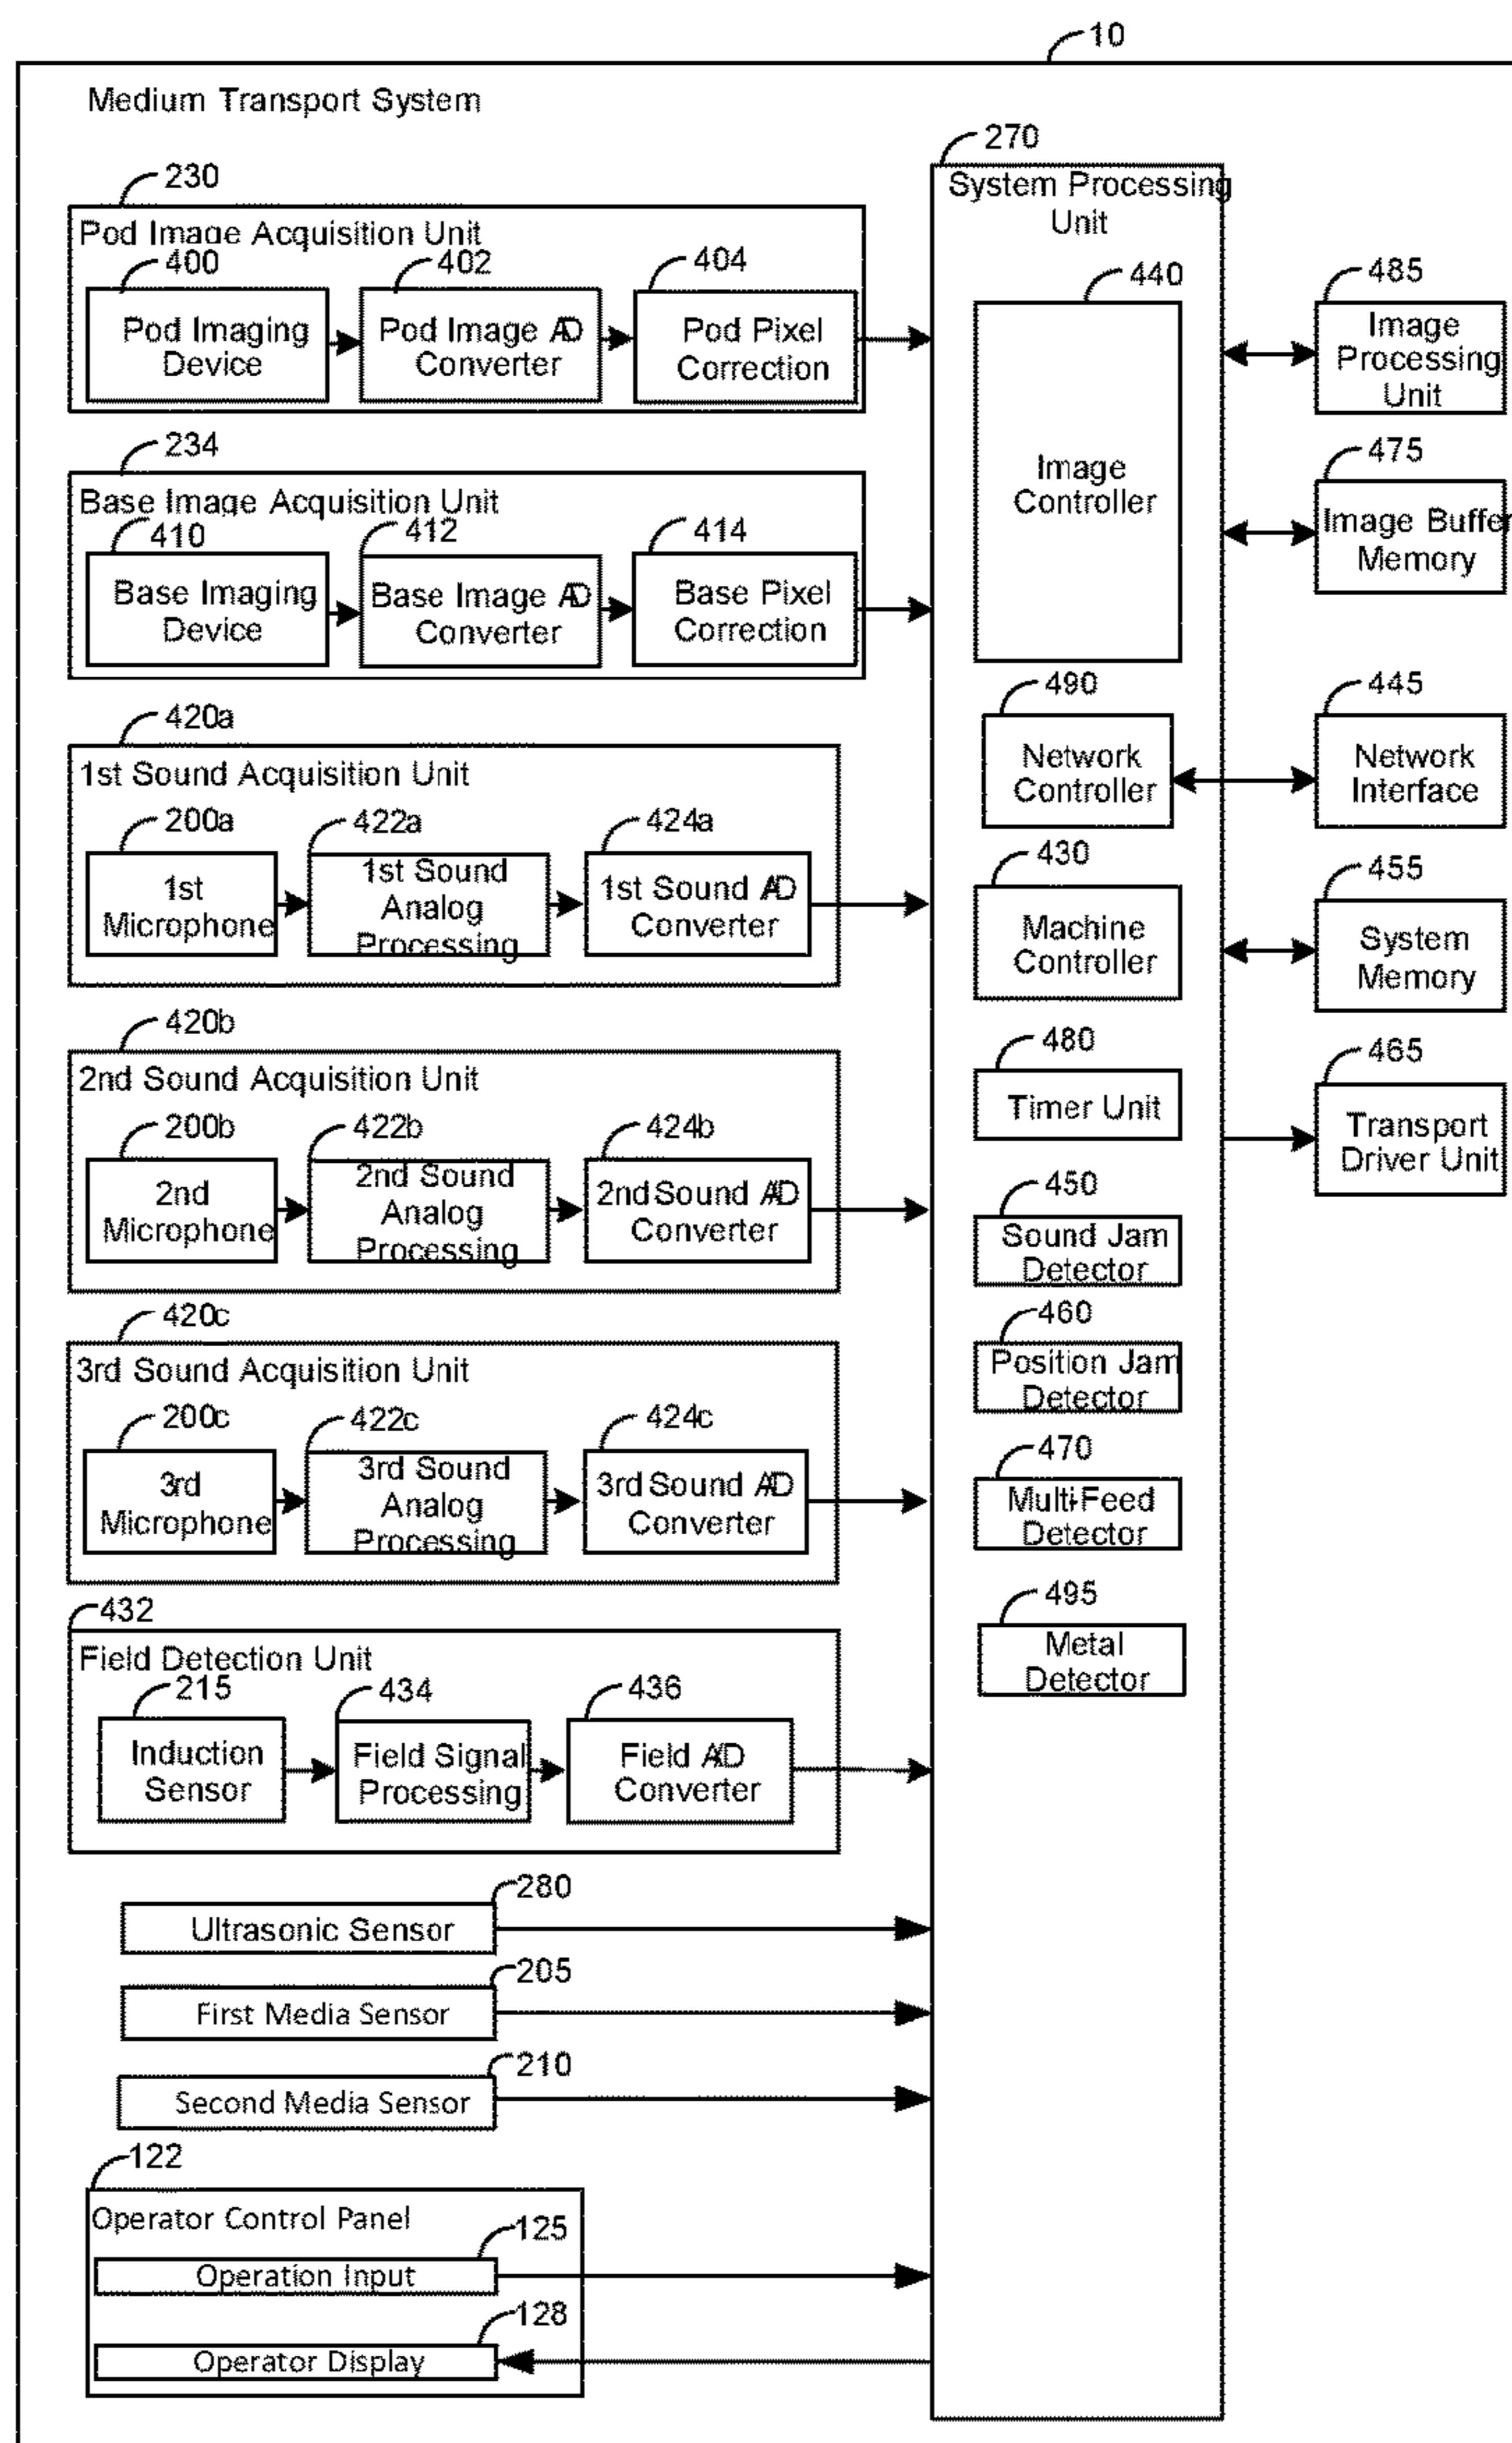 10
Medium Transport System
230
Pod Image Acquisition Unit
400
402
404
Pod Imaging
Device
Pod Image A/D
Converter
Pod Pixel
Correction
234
Base Image Acquisition Unit
410
412
414
Base Imaging
Device
Base Image A/D
Converter
Base Pixel
Correction
420a
1st Sound Acquisition Unit
200a
422a
424a
1st
Microphone
1st Sound
Analog
Processing
1st Sound A/D
Converter
420b
2nd Sound Acquisition Unit
200b
422b
424b
2nd
Microphone
2nd Sound
Analog
Processing
2nd Sound A/D
Converter
420c
3rd Sound Acquisition Unit
200c
422c
424c
3rd
Microphone
3rd Sound
Analog
Processing
3rd Sound A/D
Converter
432
Field Detection Unit
215
434
436
Induction
Sensor
Field Signal
Processing
Field A/D
Converter
280
Ultrasonic Sensor
205
First Media Sensor
210
Second Media Sensor
122
Operator Control Panel
125
Operation Input
128
Operator Display
270
System Processing
Unit
440
Image
Controller
490
Network
Controller
430
Machine
Controller
480
Timer Unit
450
Sound Jam
Detector
460
Position Jam
Detector
470
Multi-Feed
Detector
495
Metal
Detector
485
Image
Processing
Unit
475
Image Buffer
Memory
445
Network
Interface
455
System
Memory
465
Transport
Driver Unit